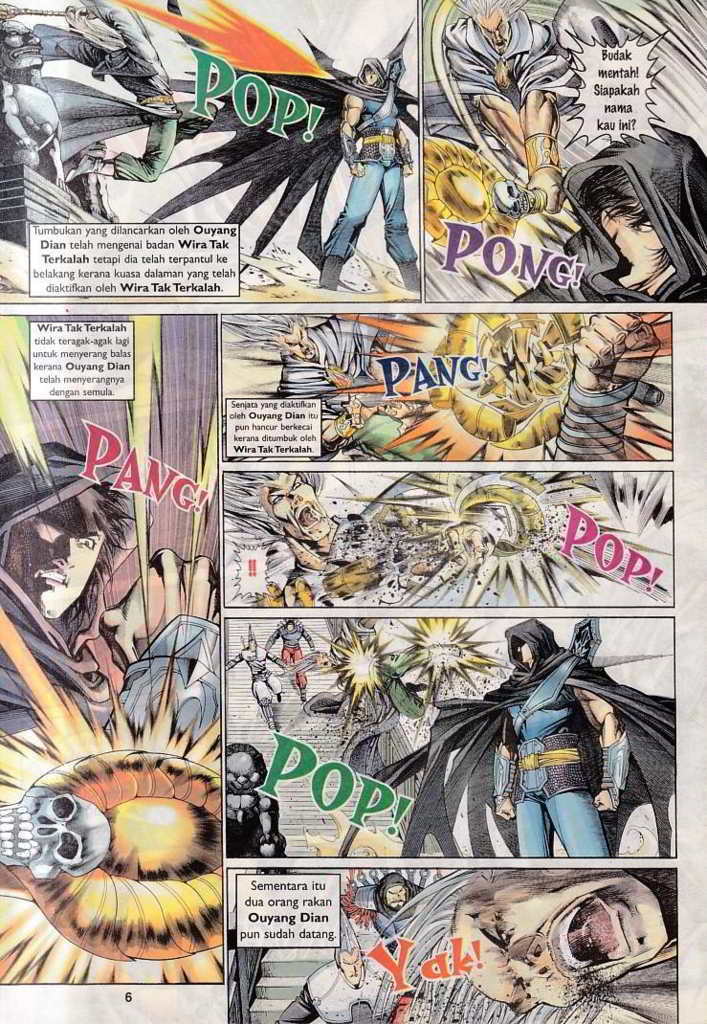 POP!
Tumbukan yang dilancarkan oleh Ouyang
Dian telah mengenai badan Wira Tak
Terkalah tetapi dia telah terpantul ke
belakang kerana kuasa dalaman yang telah
diaktifkan oleh Wira Tak Terkalah.
Budak
mentah!
Siapakah
nama
kau ini?
PONG!
Wira Tak Terkalah
tidak teragak-agak lagi
untuk menyerang balas
kerana Ouyang Dian
telah menyerangnya
dengan semula.
PANG!
PANG!
Senjata yang diaktifkan
oleh Ouyang Dian itu
pun hancur berkecai
kerana ditumbuk oleh
Wira Tak Terkalah.
!!
POP!
POP!
Sementara itu
dua orang rakan
Ouyang Dian
pun sudah datang.
Yak!
6